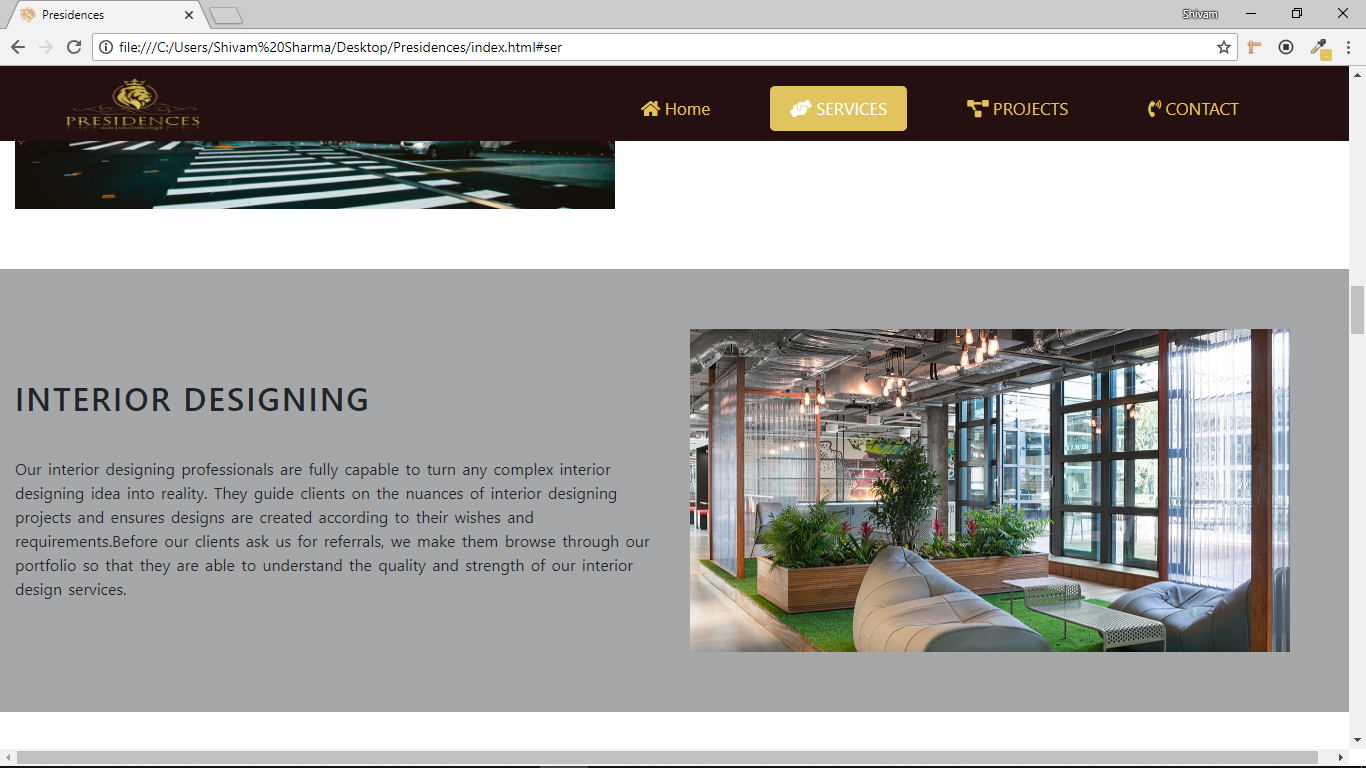 Presidences
Shivam
file:///C:/Users/Shivam%20Sharma/Desktop/Presidences/index.html#ser
PRESIDENCES
Home
SERVICES
PROJECTS
CONTACT
INTERIOR DESIGNING
Our interior designing professionals are fully capable to turn any complex interior
designing idea into reality. They guide clients on the nuances of interior designing
projects and ensures designs are created according to their wishes and
requirements.Before our clients ask us for referrals, we make them browse through our
portfolio so that they are able to understand the quality and strength of our interior
design services.